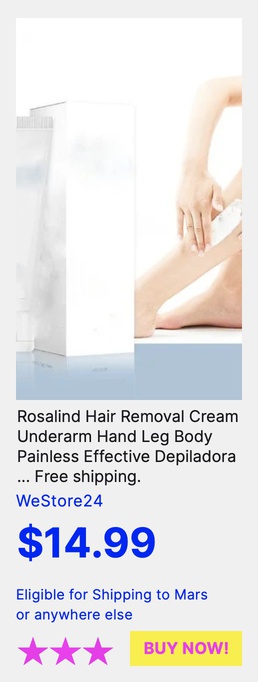 Rosalind Hair Removal Cream
Underarm Hand Leg Body
Painless Effective Depiladora
... Free shipping.
WeStore24
$14.99
Eligible for Shipping to Mars
or anywhere else
BUY NOW!